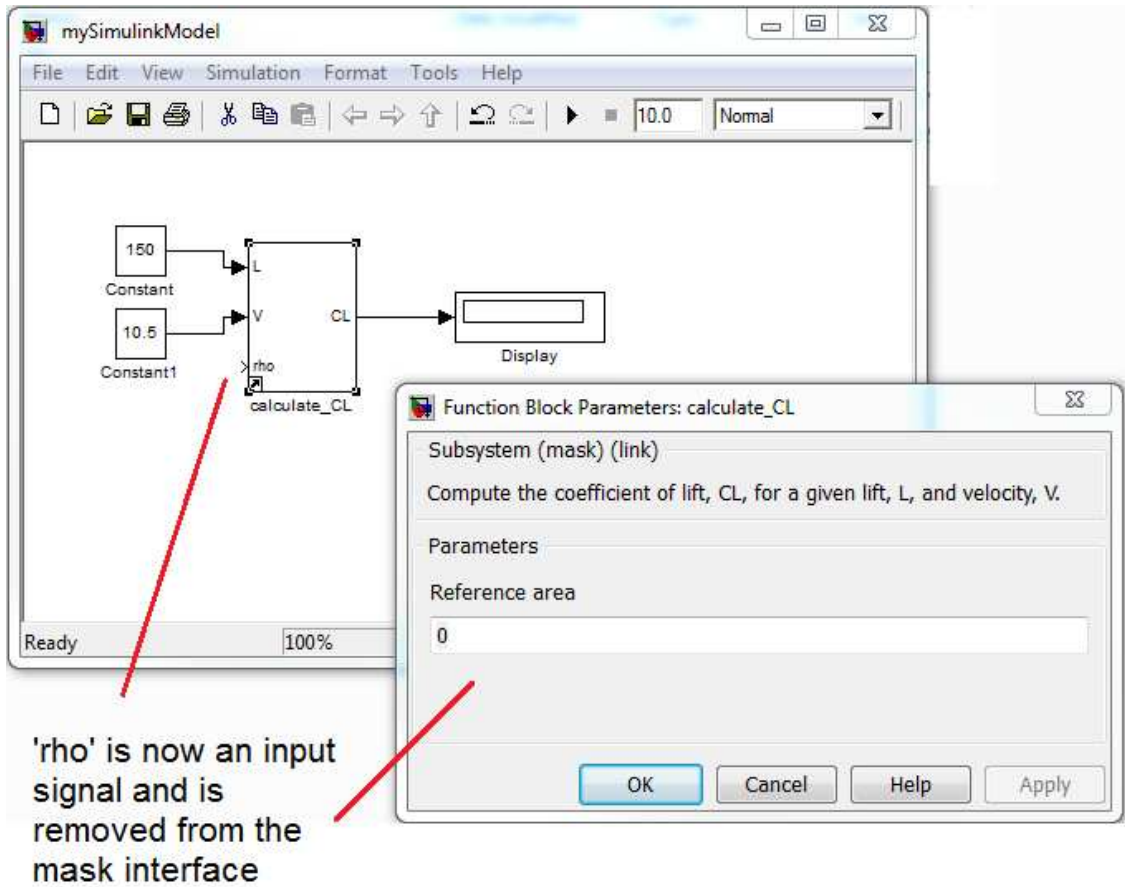 mySimulinkModel
File Edit View Simulation Format Tools Help
10.0 Normal
150
Constant
L
10.5
Constant1
V CL
rho
calculate_CL
Display
Function Block Parameters: calculate_CL
Subsystem (mask) (link)
Compute the coefficient of lift, CL, for a given lift, L, and velocity, V.
Parameters
Reference area
0
Ready 100%
OK Cancel Help Apply
'rho' is now an input
signal and is
removed from the
mask interface